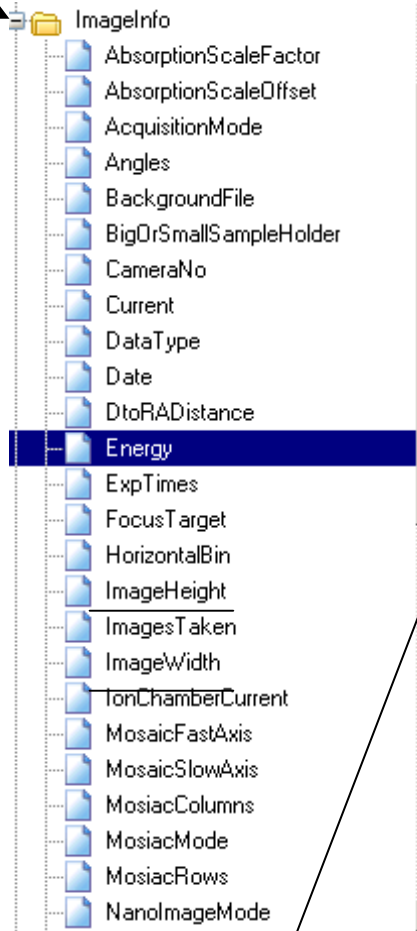 ImageInfo
AbsorptionScaleFactor
AbsorptionScaleOffset
AcquisitionMode
Angles
BackgroundFile
BigOrSmallSampleHolder
CameraNo
Current
DataType
Date
DtoRADistance
Energy
ExpTimes
FocusTarget
HorizontalBin
ImageHeight
ImagesTaken
ImageWidth
IonChamberCurrent
MosaicFastAxis
MosaicSlowAxis
MosiacColumns
MosiacMode
MosiacRows
NanoImageMode